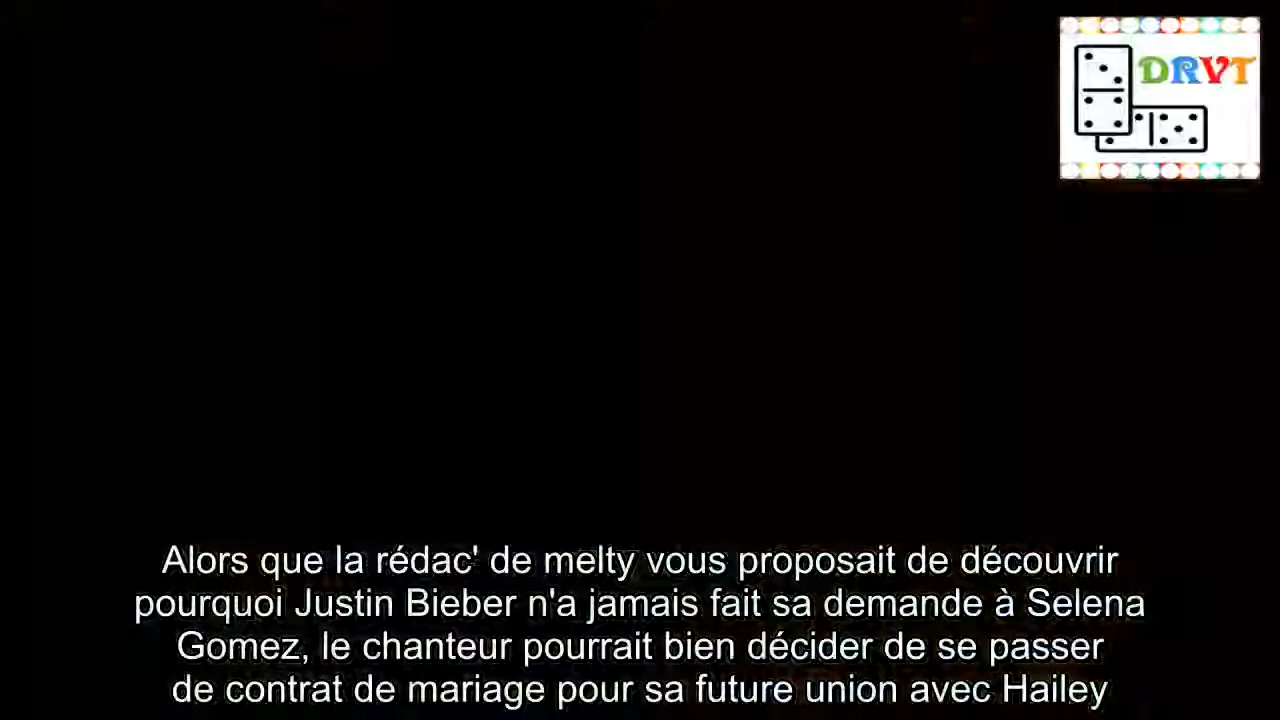 DRVT
Alors que la rédac' de melty vous proposait de découvrir
pourquoi Justin Bieber n'a jamais fait sa demande à Selena
Gomez, le chanteur pourrait bien décider de se passer
de contrat de mariage pour sa future union avec Hailey